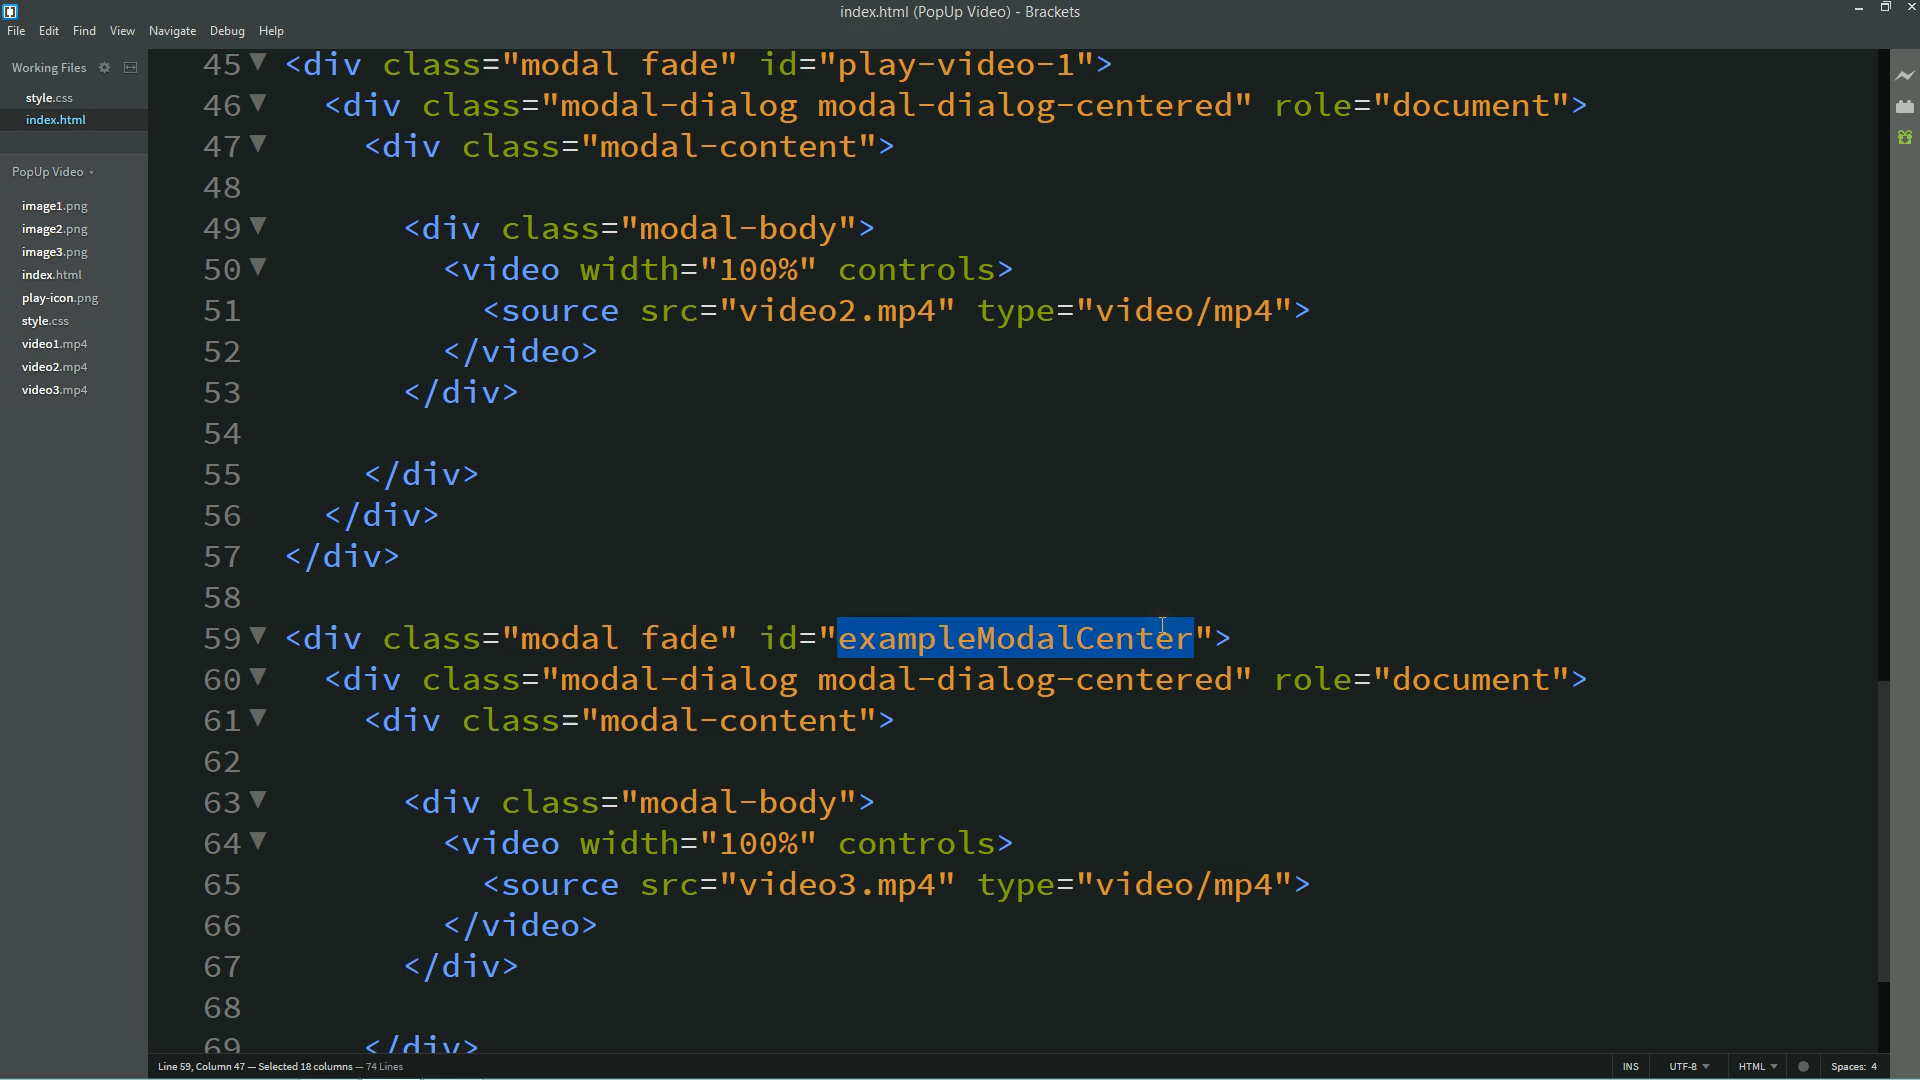 index.html (PopUp Video) - Brackets
File Edit Find View Navigate Debug Help
Working Files
style.css
index.html
PopUp Video
image1.png
image2.png
image3.png
index.html
play-icon.png
style.css
video1.mp4
video2.mp4
video3.mp4
45 <div class="modal fade" id="play-video-1">
46 <div class="modal-dialog modal-dialog-centered" role="document">
47 <div class="modal-content">
48
49 <div class="modal-body">
50 <video width="100%" controls>
51 <source src="video2.mp4" type="video/mp4">
52 </video>
53 </div>
54
55 </div>
56 </div>
57 </div>
58
59 <div class="modal fade" id="exampleModalCenter">
60 <div class="modal-dialog modal-dialog-centered" role="document">
61 <div class="modal-content">
62
63 <div class="modal-body">
64 <video width="100%" controls>
65 <source src="video3.mp4" type="video/mp4">
66 </video>
67 </div>
68
69 </div>
Line 59, Column 47 — Selected 18 columns — 74 Lines
INS UTF-8 HTML Spaces: 4